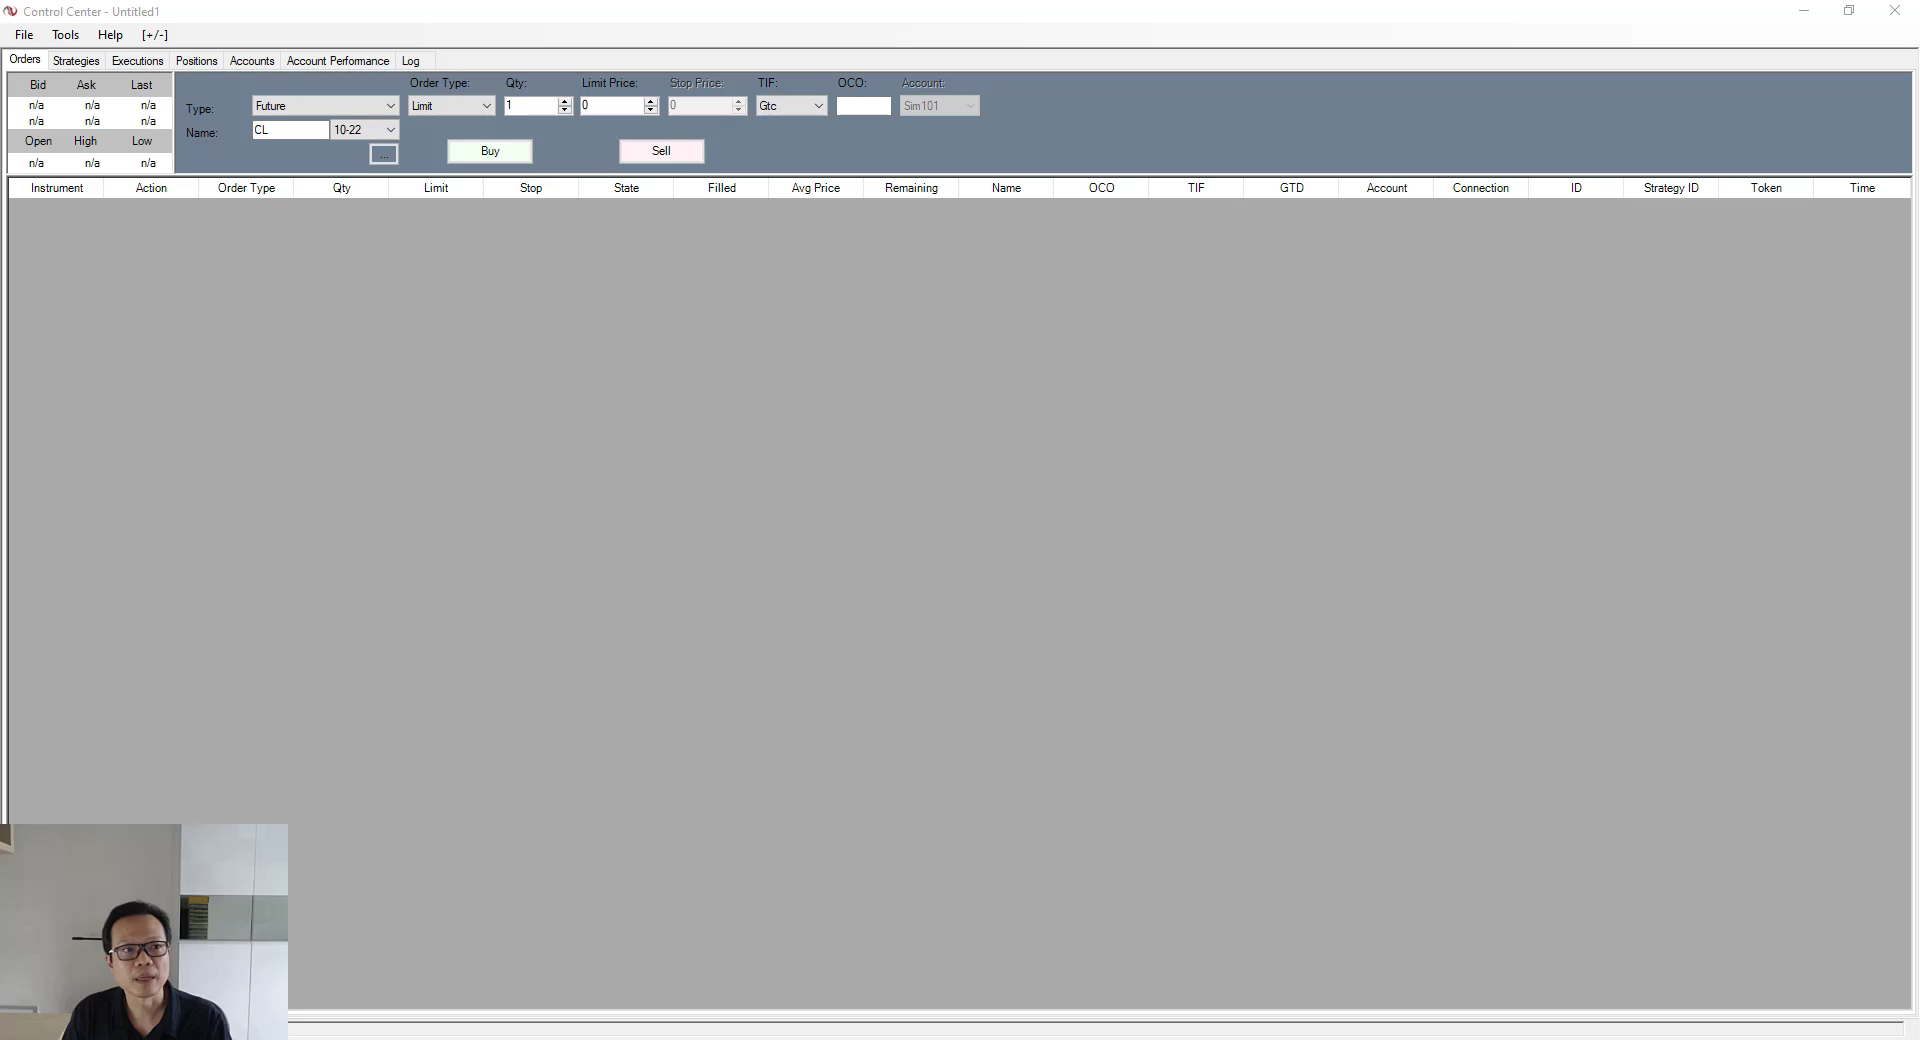 Control Center - Untitled1
File Tools Help [+/-]
Orders Strategies Executions Positions Accounts Account Performance Log
Bid Ask Last
n/a n/a n/a
n/a n/a n/a
Open High Low
n/a n/a n/a
Order Type: Qty: Limit Price: Stop Price: TIF: OCO: Account:
Type: Future Limit 1 0 0 Gtc Sim101
Name: CL 10-22
... Buy Sell
Instrument Action Order Type Qty Limit Stop State Filled Avg Price Remaining Name OCO TIF GTD Account Connection ID Strategy ID Token Time